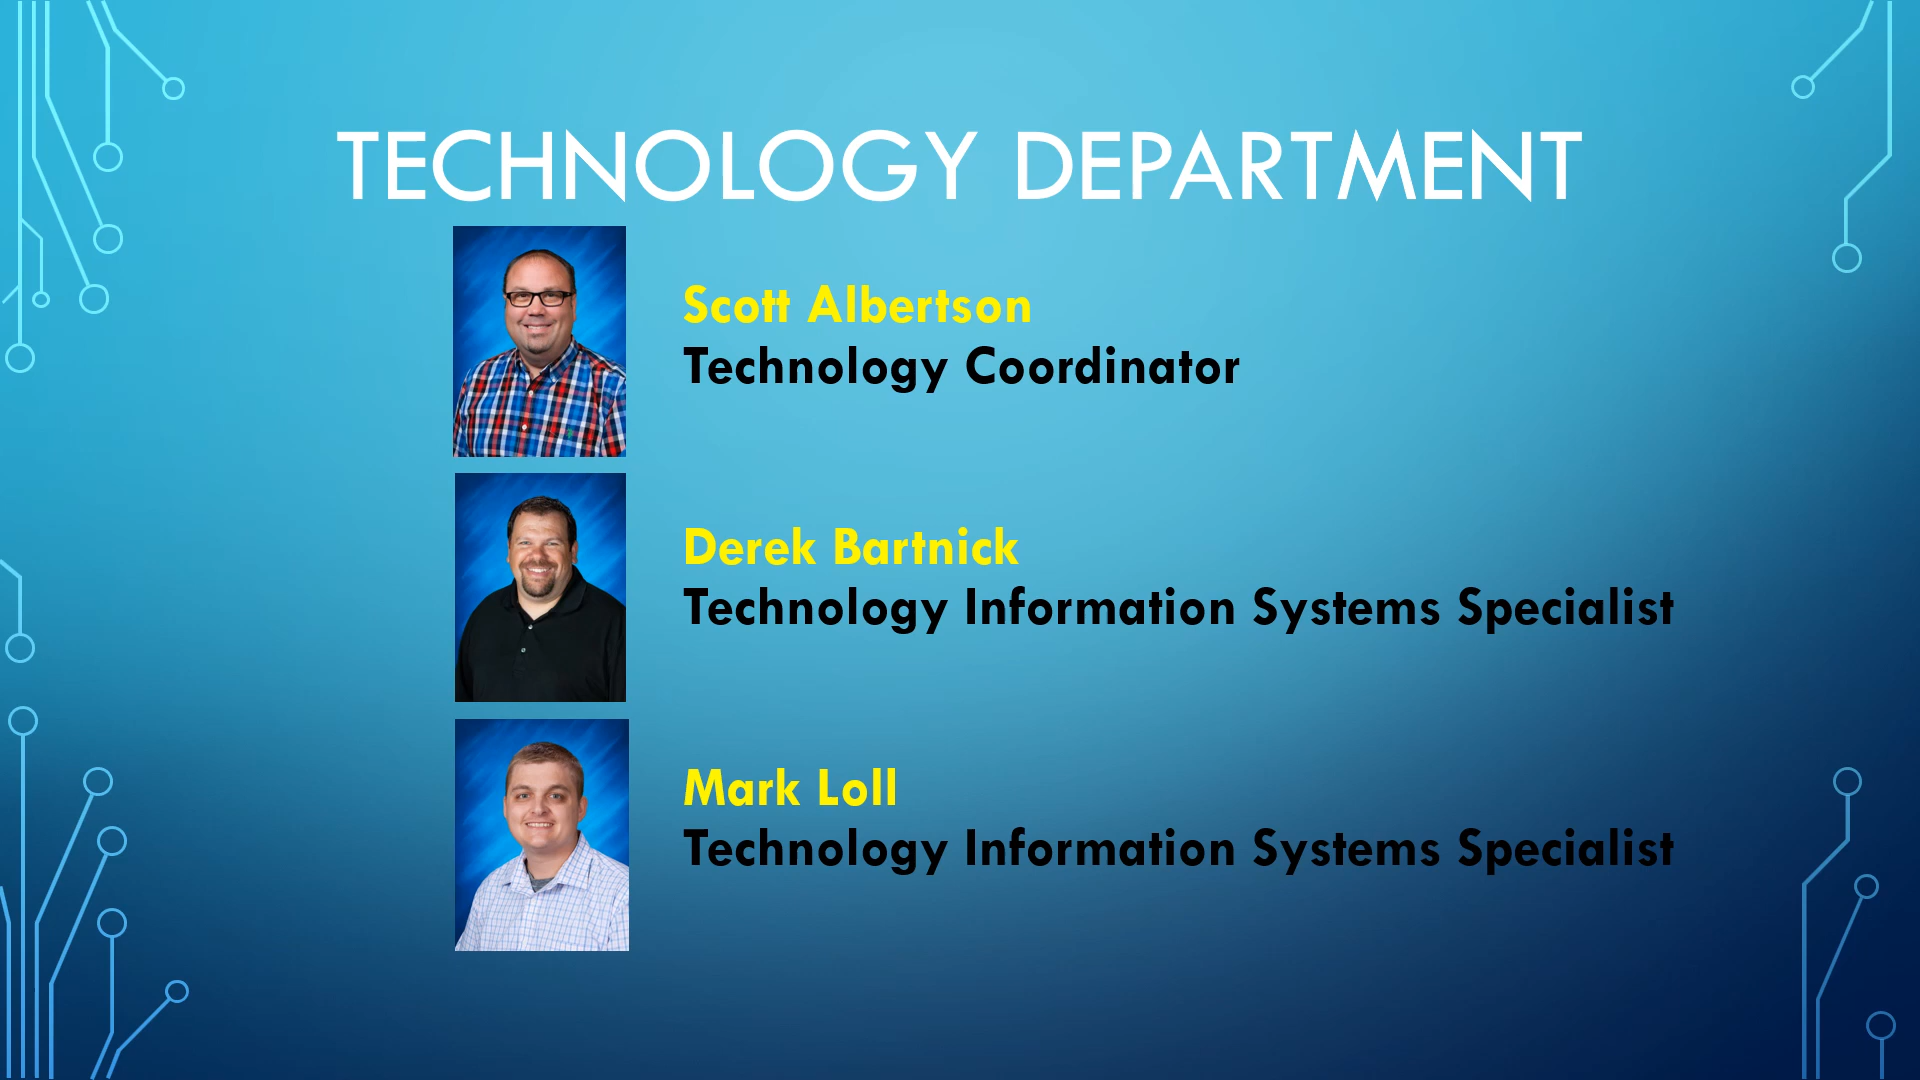 TECHNOLOGY DEPARTMENT
Scott Albertson
Technology Coordinator
Derek Bartnick
Technology Information Systems Specialist
Mark Loll
Technology Information Systems Specialist